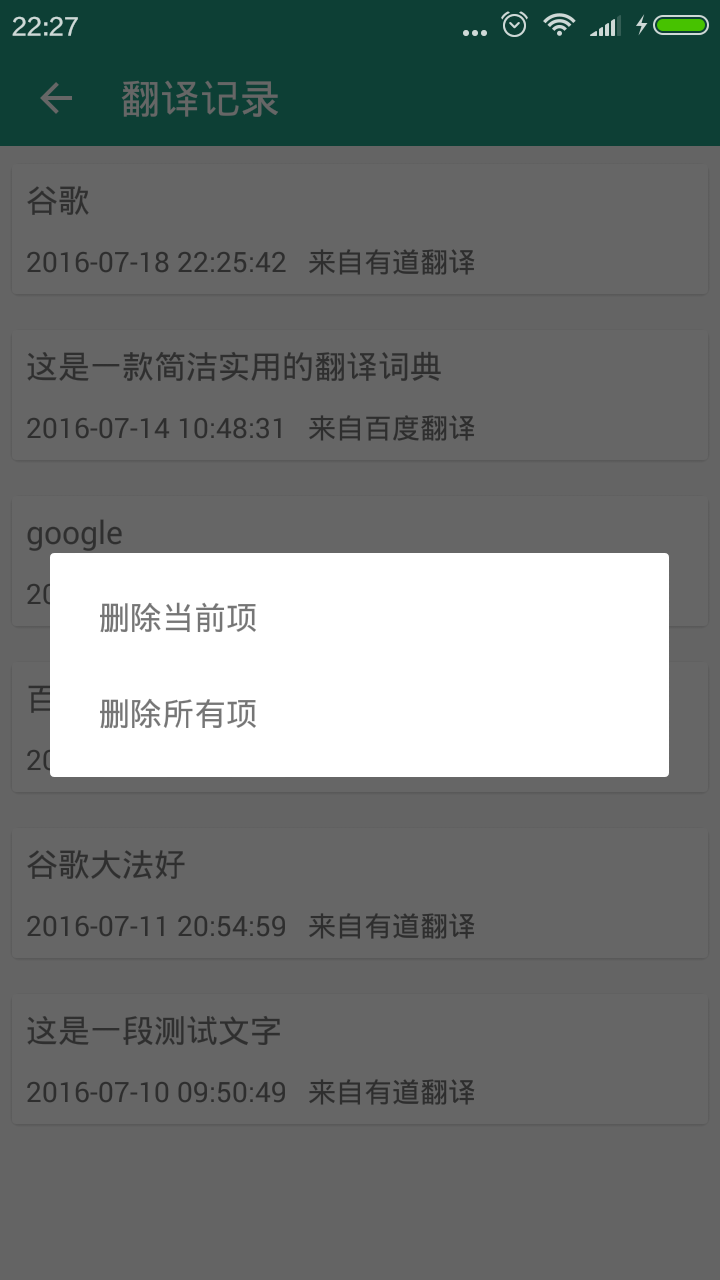 22:27
翻译记录
谷歌
2016-07-18 22:25:42 来自有道翻译
这是一款简洁实用的翻译词典
2016-07-14 10:48:31 来自百度翻译
google
20
删除当前项
百
删除所有项
20
谷歌大法好
2016-07-11 20:54:59 来自有道翻译
这是一段测试文字
2016-07-10 09:50:49 来自有道翻译